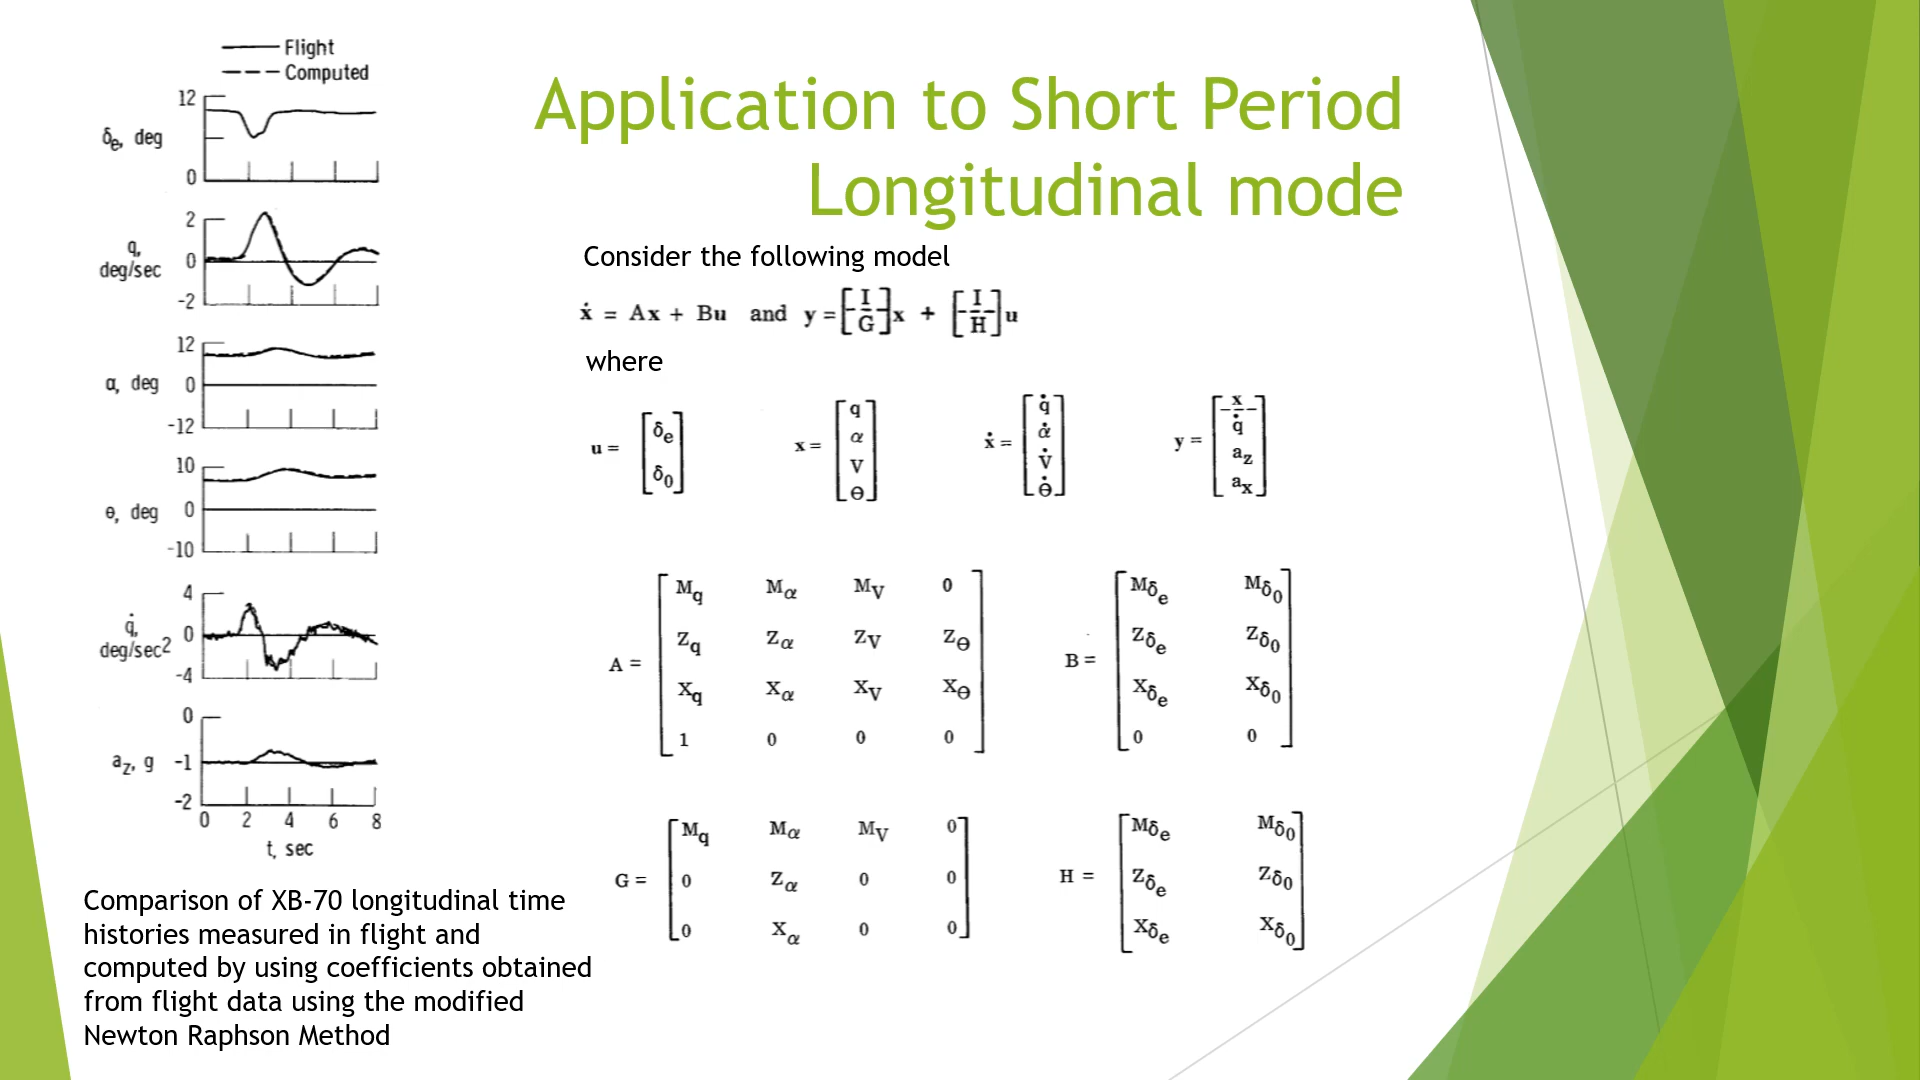 Application to Short Period
Longitudinal mode
Flight
Computed
12
δe, deg
0
2
q,
deg/sec
0
-2
12
α, deg
0
-12
10
θ, deg
0
-10
4
q̇,
deg/sec2
0
-4
0
az, g
-1
-2
0 2 4 6 8
t, sec
Comparison of XB-70 longitudinal time
histories measured in flight and
computed by using coefficients obtained
from flight data using the modified
Newton Raphson Method
Consider the following model
ẋ = Ax + Bu and y = [I / G] x + [I / H] u
where
u = [δe δ0]
x = [q α V θ]
ẋ = [q̇ α̇ V̇ θ̇]
y = [x q̇ az ax]
A =
Mq Mα MV 0
Zq Zα ZV Zθ
Xq Xα XV Xθ
1 0 0 0
B =
Mδe Mδ0
Zδe Zδ0
Xδe Xδ0
0 0
G =
Mq Mα MV 0
0 Zα 0 0
0 Xα 0 0
H =
Mδe Mδ0
Zδe Zδ0
Xδe Xδ0